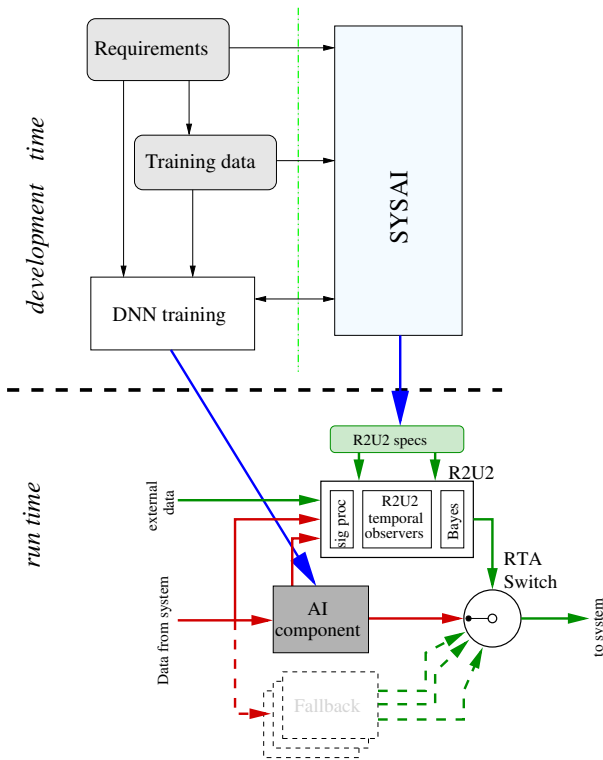 Requirements
Training data
DNN training
SYSAI
development time
run time
R2U2 specs
R2U2
sig proc
R2U2
temporal
observers
Bayes
external
data
RTA
Switch
Data from system
AI
component
to system
Fallback